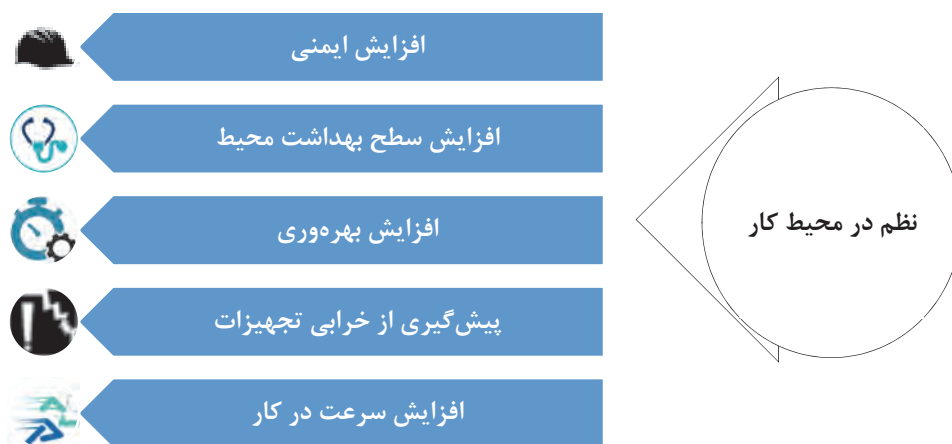 نظم در محیط کار
افزایش ایمنی
افزایش سطح بهداشت محیط
افزایش بهره‌وری
پیش‌گیری از خرابی تجهیزات
افزایش سرعت در کار